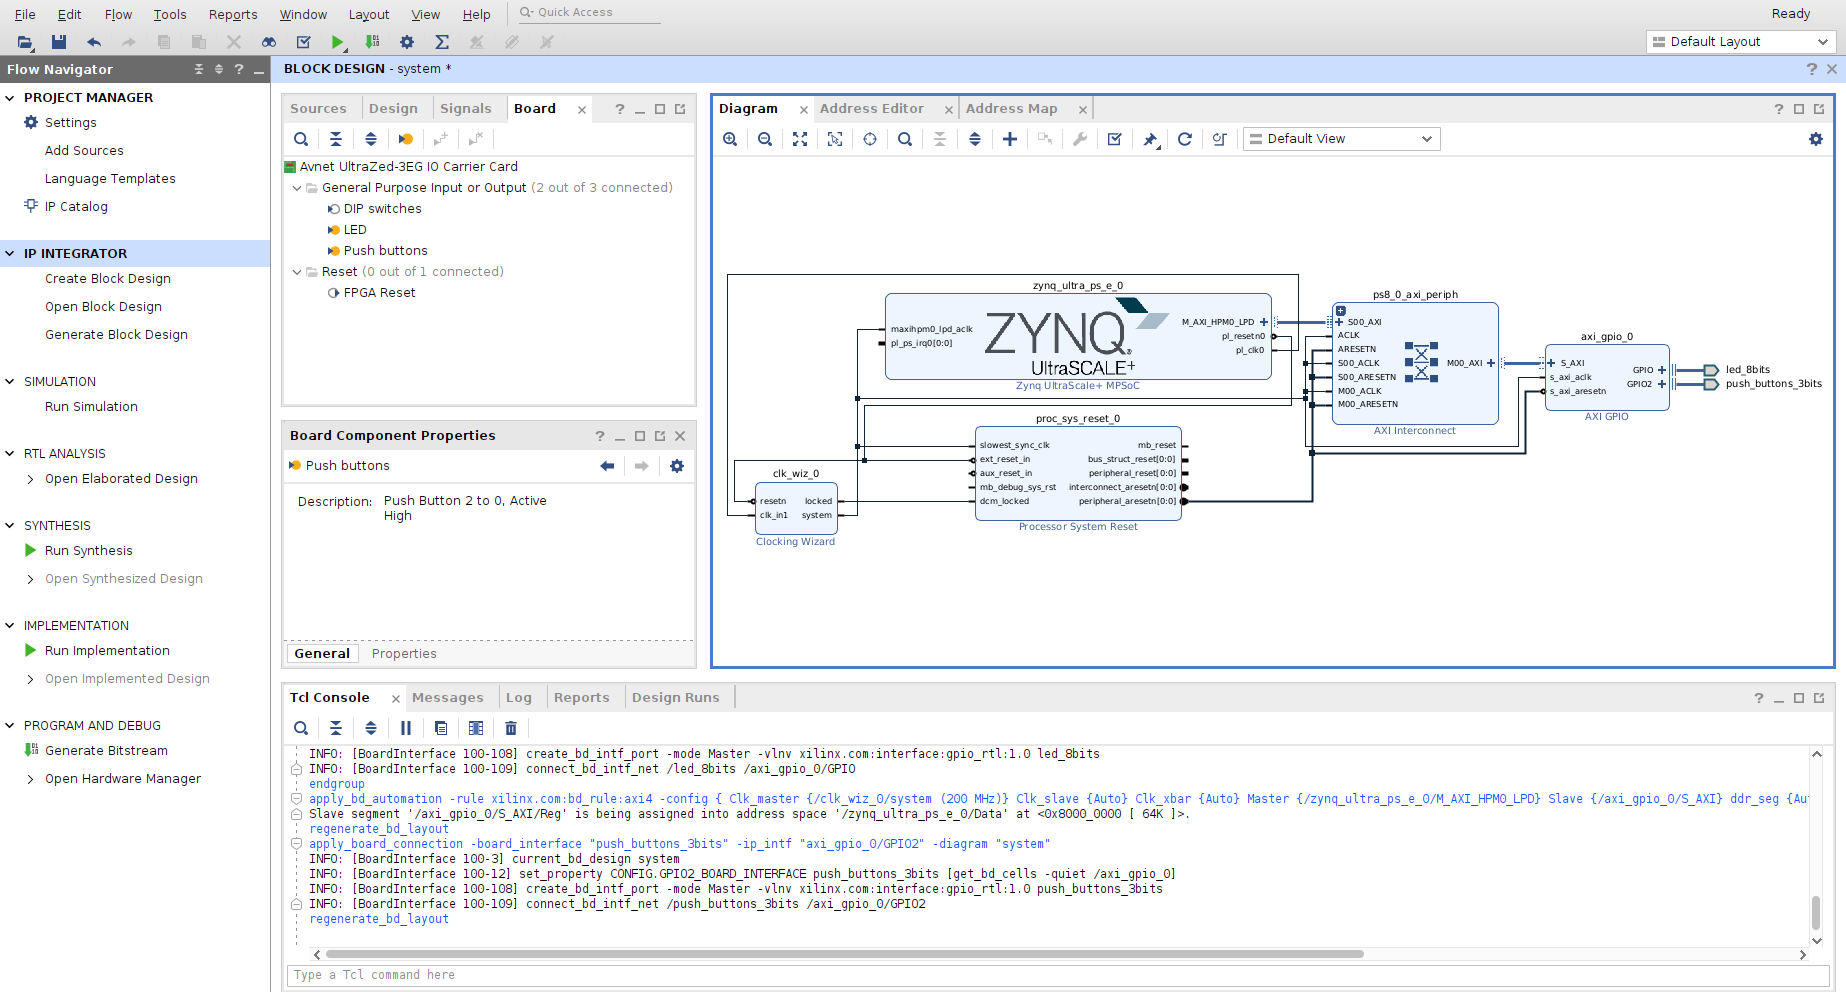 File Edit Flow Tools Reports Window Layout View Help Quick Access Ready
Default Layout
Flow Navigator
PROJECT MANAGER
Settings
Add Sources
Language Templates
IP Catalog
IP INTEGRATOR
Create Block Design
Open Block Design
Generate Block Design
SIMULATION
Run Simulation
RTL ANALYSIS
Open Elaborated Design
SYNTHESIS
Run Synthesis
Open Synthesized Design
IMPLEMENTATION
Run Implementation
Open Implemented Design
PROGRAM AND DEBUG
Generate Bitstream
Open Hardware Manager
BLOCK DESIGN - system *
Sources Design Signals Board
Avnet UltraZed-3EG IO Carrier Card
General Purpose Input or Output (2 out of 3 connected)
DIP switches
LED
Push buttons
Reset (0 out of 1 connected)
FPGA Reset
Board Component Properties
Push buttons
Description: Push Button 2 to 0, Active
High
General Properties
Diagram Address Editor Address Map
Default View
zynq_ultra_ps_e_0
maxihpm0_lpd_aclk
pl_ps_irq0[0:0]
ZYNQ
UltraSCALE+
M_AXI_HPM0_LPD
pl_resetn0
pl_clk0
Zynq UltraScale+ MPSoC
ps8_0_axi_periph
S00_AXI
ACLK
ARESETN
S00_ACLK
S00_ARESETN
M00_ACLK
M00_ARESETN
M00_AXI
AXI Interconnect
axi_gpio_0
S_AXI
s_axi_aclk
s_axi_aresetn
GPIO
GPIO2
AXI GPIO
led_8bits
push_buttons_3bits
proc_sys_reset_0
slowest_sync_clk
ext_reset_in
aux_reset_in
mb_debug_sys_rst
dcm_locked
mb_reset
bus_struct_reset[0:0]
peripheral_reset[0:0]
interconnect_aresetn[0:0]
peripheral_aresetn[0:0]
Processor System Reset
clk_wiz_0
resetn locked
clk_in1 system
Clocking Wizard
Tcl Console Messages Log Reports Design Runs
INFO: [BoardInterface 100-108] create_bd_intf_port -mode Master -vlnv xilinx.com:interface:gpio_rtl:1.0 led_8bits
INFO: [BoardInterface 100-109] connect_bd_intf_net /led_8bits /axi_gpio_0/GPIO
endgroup
apply_bd_automation -rule xilinx.com:bd_rule:axi4 -config { Clk_master {/clk_wiz_0/system (200 MHz)} Clk_slave {Auto} Clk_xbar {Auto} Master {/zynq_ultra_ps_e_0/M_AXI_HPM0_LPD} Slave {/axi_gpio_0/S_AXI} ddr_seg {Au
Slave segment '/axi_gpio_0/S_AXI/Reg' is being assigned into address space '/zynq_ultra_ps_e_0/Data' at <0x8000_0000 [ 64K ]>.
regenerate_bd_layout
apply_board_connection -board_interface "push_buttons_3bits" -ip_intf "axi_gpio_0/GPIO2" -diagram "system"
INFO: [BoardInterface 100-3] current_bd_design system
INFO: [BoardInterface 100-12] set_property CONFIG.GPIO2_BOARD_INTERFACE push_buttons_3bits [get_bd_cells -quiet /axi_gpio_0]
INFO: [BoardInterface 100-108] create_bd_intf_port -mode Master -vlnv xilinx.com:interface:gpio_rtl:1.0 push_buttons_3bits
INFO: [BoardInterface 100-109] connect_bd_intf_net /push_buttons_3bits /axi_gpio_0/GPIO2
regenerate_bd_layout
Type a Tcl command here